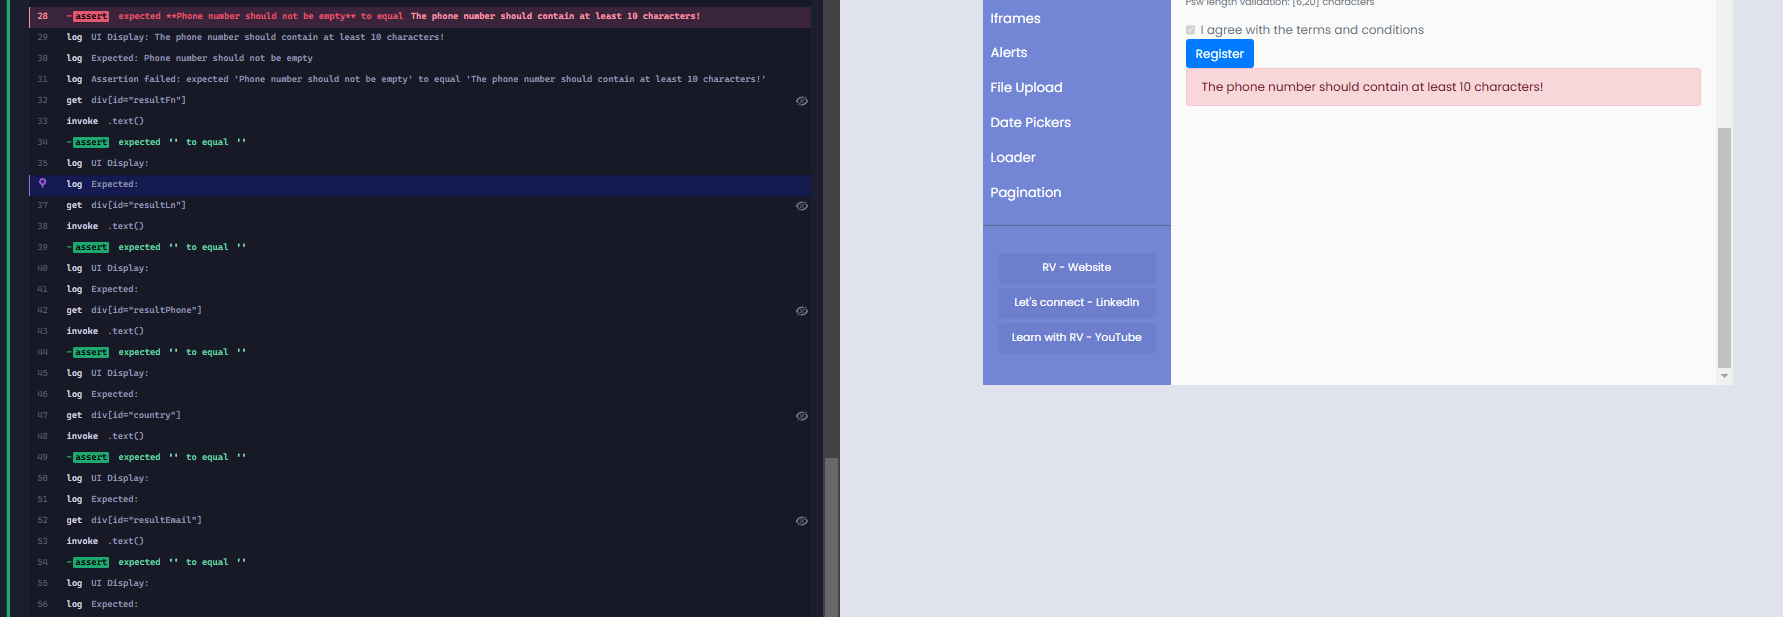 28 -assert expected **Phone number should not be empty** to equal The phone number should contain at least 10 characters!
29 log UI Display: The phone number should contain at least 10 characters!
30 log Expected: Phone number should not be empty
31 log Assertion failed: expected 'Phone number should not be empty' to equal 'The phone number should contain at least 10 characters!'
32 get div[id="resultFn"]
33 invoke .text()
34 -assert expected '' to equal ''
35 log UI Display:
log Expected:
37 get div[id="resultLn"]
38 invoke .text()
39 -assert expected '' to equal ''
40 log UI Display:
41 log Expected:
42 get div[id="resultPhone"]
43 invoke .text()
44 -assert expected '' to equal ''
45 log UI Display:
46 log Expected:
47 get div[id="country"]
48 invoke .text()
49 -assert expected '' to equal ''
50 log UI Display:
51 log Expected:
52 get div[id="resultEmail"]
53 invoke .text()
54 -assert expected '' to equal ''
55 log UI Display:
56 log Expected:
Iframes
Alerts
File Upload
Date Pickers
Loader
Pagination
RV - Website
Let's connect - LinkedIn
Learn with RV - YouTube
Psw length validation: [6,20] characters
I agree with the terms and conditions
Register
The phone number should contain at least 10 characters!